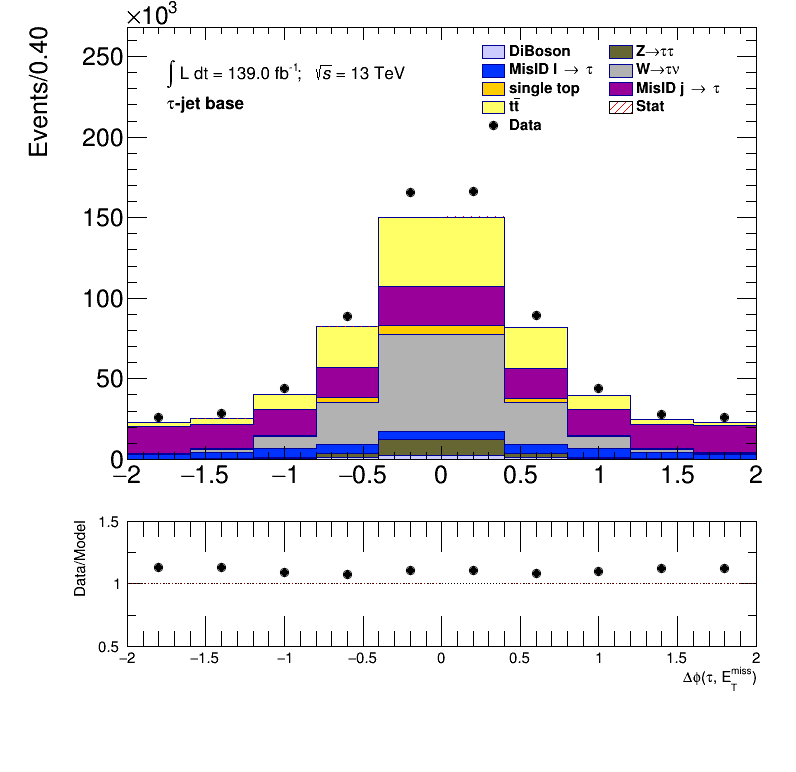 ×10³
Events/0.40
250
200
150
100
50
0
∫ L dt = 139.0 fb⁻¹; √s = 13 TeV
τ-jet base
DiBoson
Z→ττ
MisID l → τ
W→τν
single top
MisID j → τ
tt̄
Stat
Data
−2 −1.5 −1 −0.5 0 0.5 1 1.5 2
Data/Model
1.5
1
0.5
−2 −1.5 −1 −0.5 0 0.5 1 1.5 2
Δϕ(τ, E_T^miss)